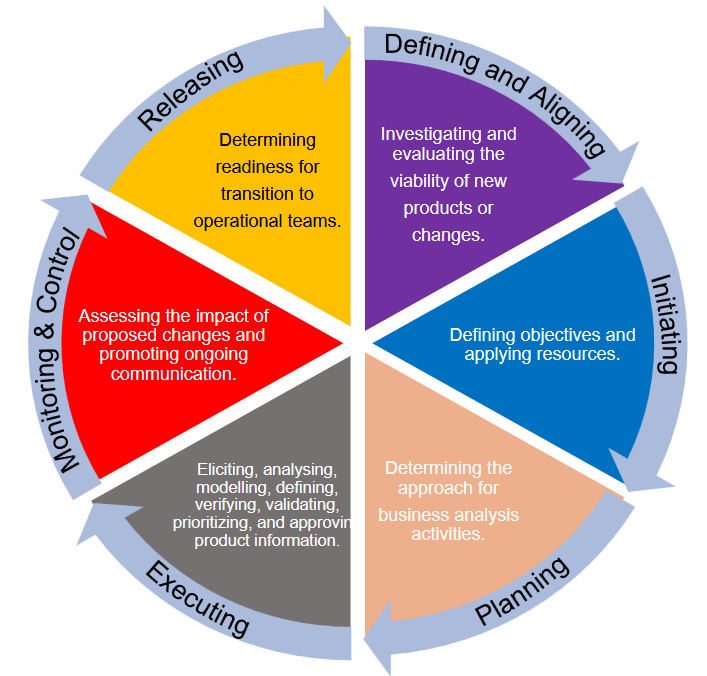 Defining and Aligning
Investigating and
evaluating the
viability of new
products or
changes.
Initiating
Defining objectives and
applying resources.
Planning
Determining the
approach for
business analysis
activities.
Executing
Eliciting, analysing,
modelling, defining,
verifying, validating,
prioritizing, and approvin
product information.
Monitoring & Control
Assessing the impact of
proposed changes and
promoting ongoing
communication.
Releasing
Determining
readiness for
transition to
operational teams.